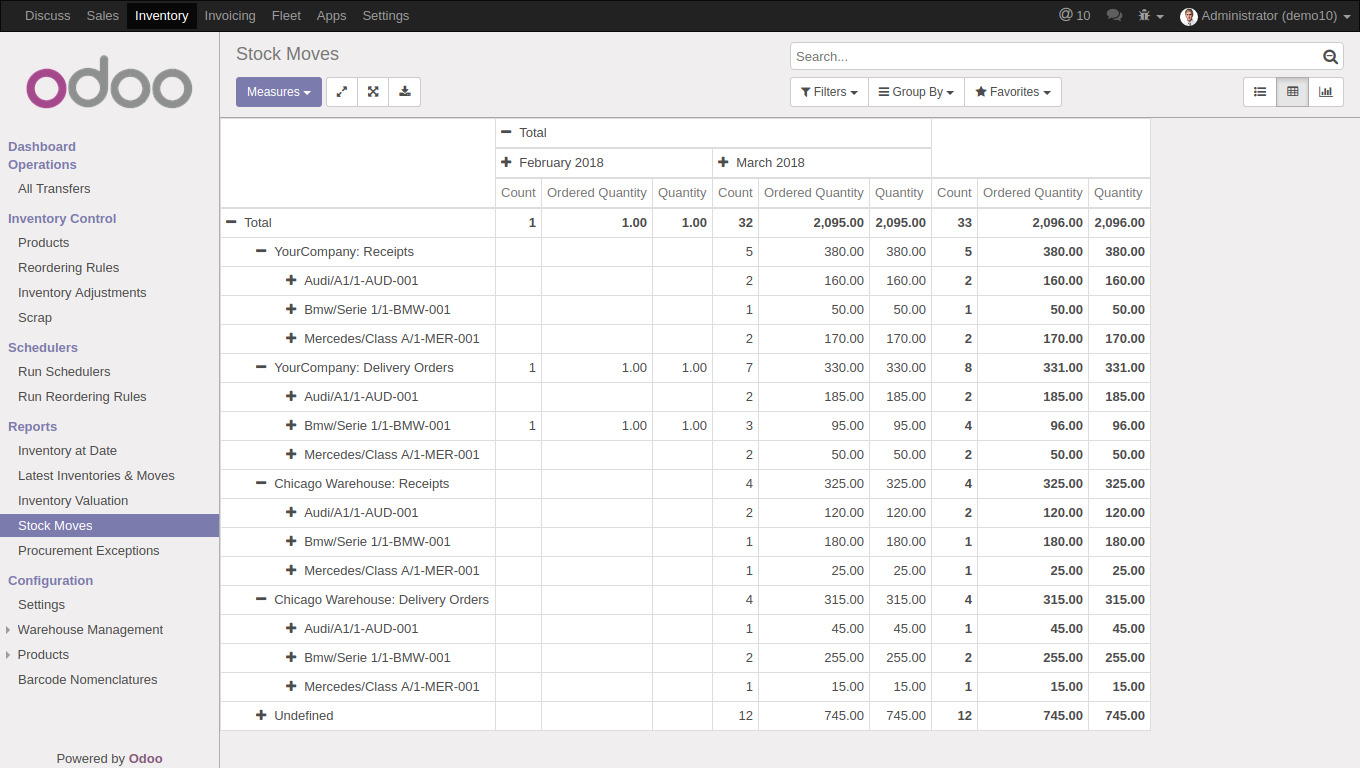 Discuss Sales Inventory Invoicing Fleet Apps Settings @ 10 Administrator (demo10)
odoo
Dashboard
Operations
All Transfers
Inventory Control
Products
Reordering Rules
Inventory Adjustments
Scrap
Schedulers
Run Schedulers
Run Reordering Rules
Reports
Inventory at Date
Latest Inventories & Moves
Inventory Valuation
Stock Moves
Procurement Exceptions
Configuration
Settings
Warehouse Management
Products
Barcode Nomenclatures
Powered by Odoo
Stock Moves
Search...
Measures
Filters Group By Favorites
Total
February 2018 March 2018
Count Ordered Quantity Quantity Count Ordered Quantity Quantity Count Ordered Quantity Quantity
Total 1 1.00 1.00 32 2,095.00 2,095.00 33 2,096.00 2,096.00
YourCompany: Receipts 5 380.00 380.00 5 380.00 380.00
Audi/A1/1-AUD-001 2 160.00 160.00 2 160.00 160.00
Bmw/Serie 1/1-BMW-001 1 50.00 50.00 1 50.00 50.00
Mercedes/Class A/1-MER-001 2 170.00 170.00 2 170.00 170.00
YourCompany: Delivery Orders 1 1.00 1.00 7 330.00 330.00 8 331.00 331.00
Audi/A1/1-AUD-001 2 185.00 185.00 2 185.00 185.00
Bmw/Serie 1/1-BMW-001 1 1.00 1.00 3 95.00 95.00 4 96.00 96.00
Mercedes/Class A/1-MER-001 2 50.00 50.00 2 50.00 50.00
Chicago Warehouse: Receipts 4 325.00 325.00 4 325.00 325.00
Audi/A1/1-AUD-001 2 120.00 120.00 2 120.00 120.00
Bmw/Serie 1/1-BMW-001 1 180.00 180.00 1 180.00 180.00
Mercedes/Class A/1-MER-001 1 25.00 25.00 1 25.00 25.00
Chicago Warehouse: Delivery Orders 4 315.00 315.00 4 315.00 315.00
Audi/A1/1-AUD-001 1 45.00 45.00 1 45.00 45.00
Bmw/Serie 1/1-BMW-001 2 255.00 255.00 2 255.00 255.00
Mercedes/Class A/1-MER-001 1 15.00 15.00 1 15.00 15.00
Undefined 12 745.00 745.00 12 745.00 745.00